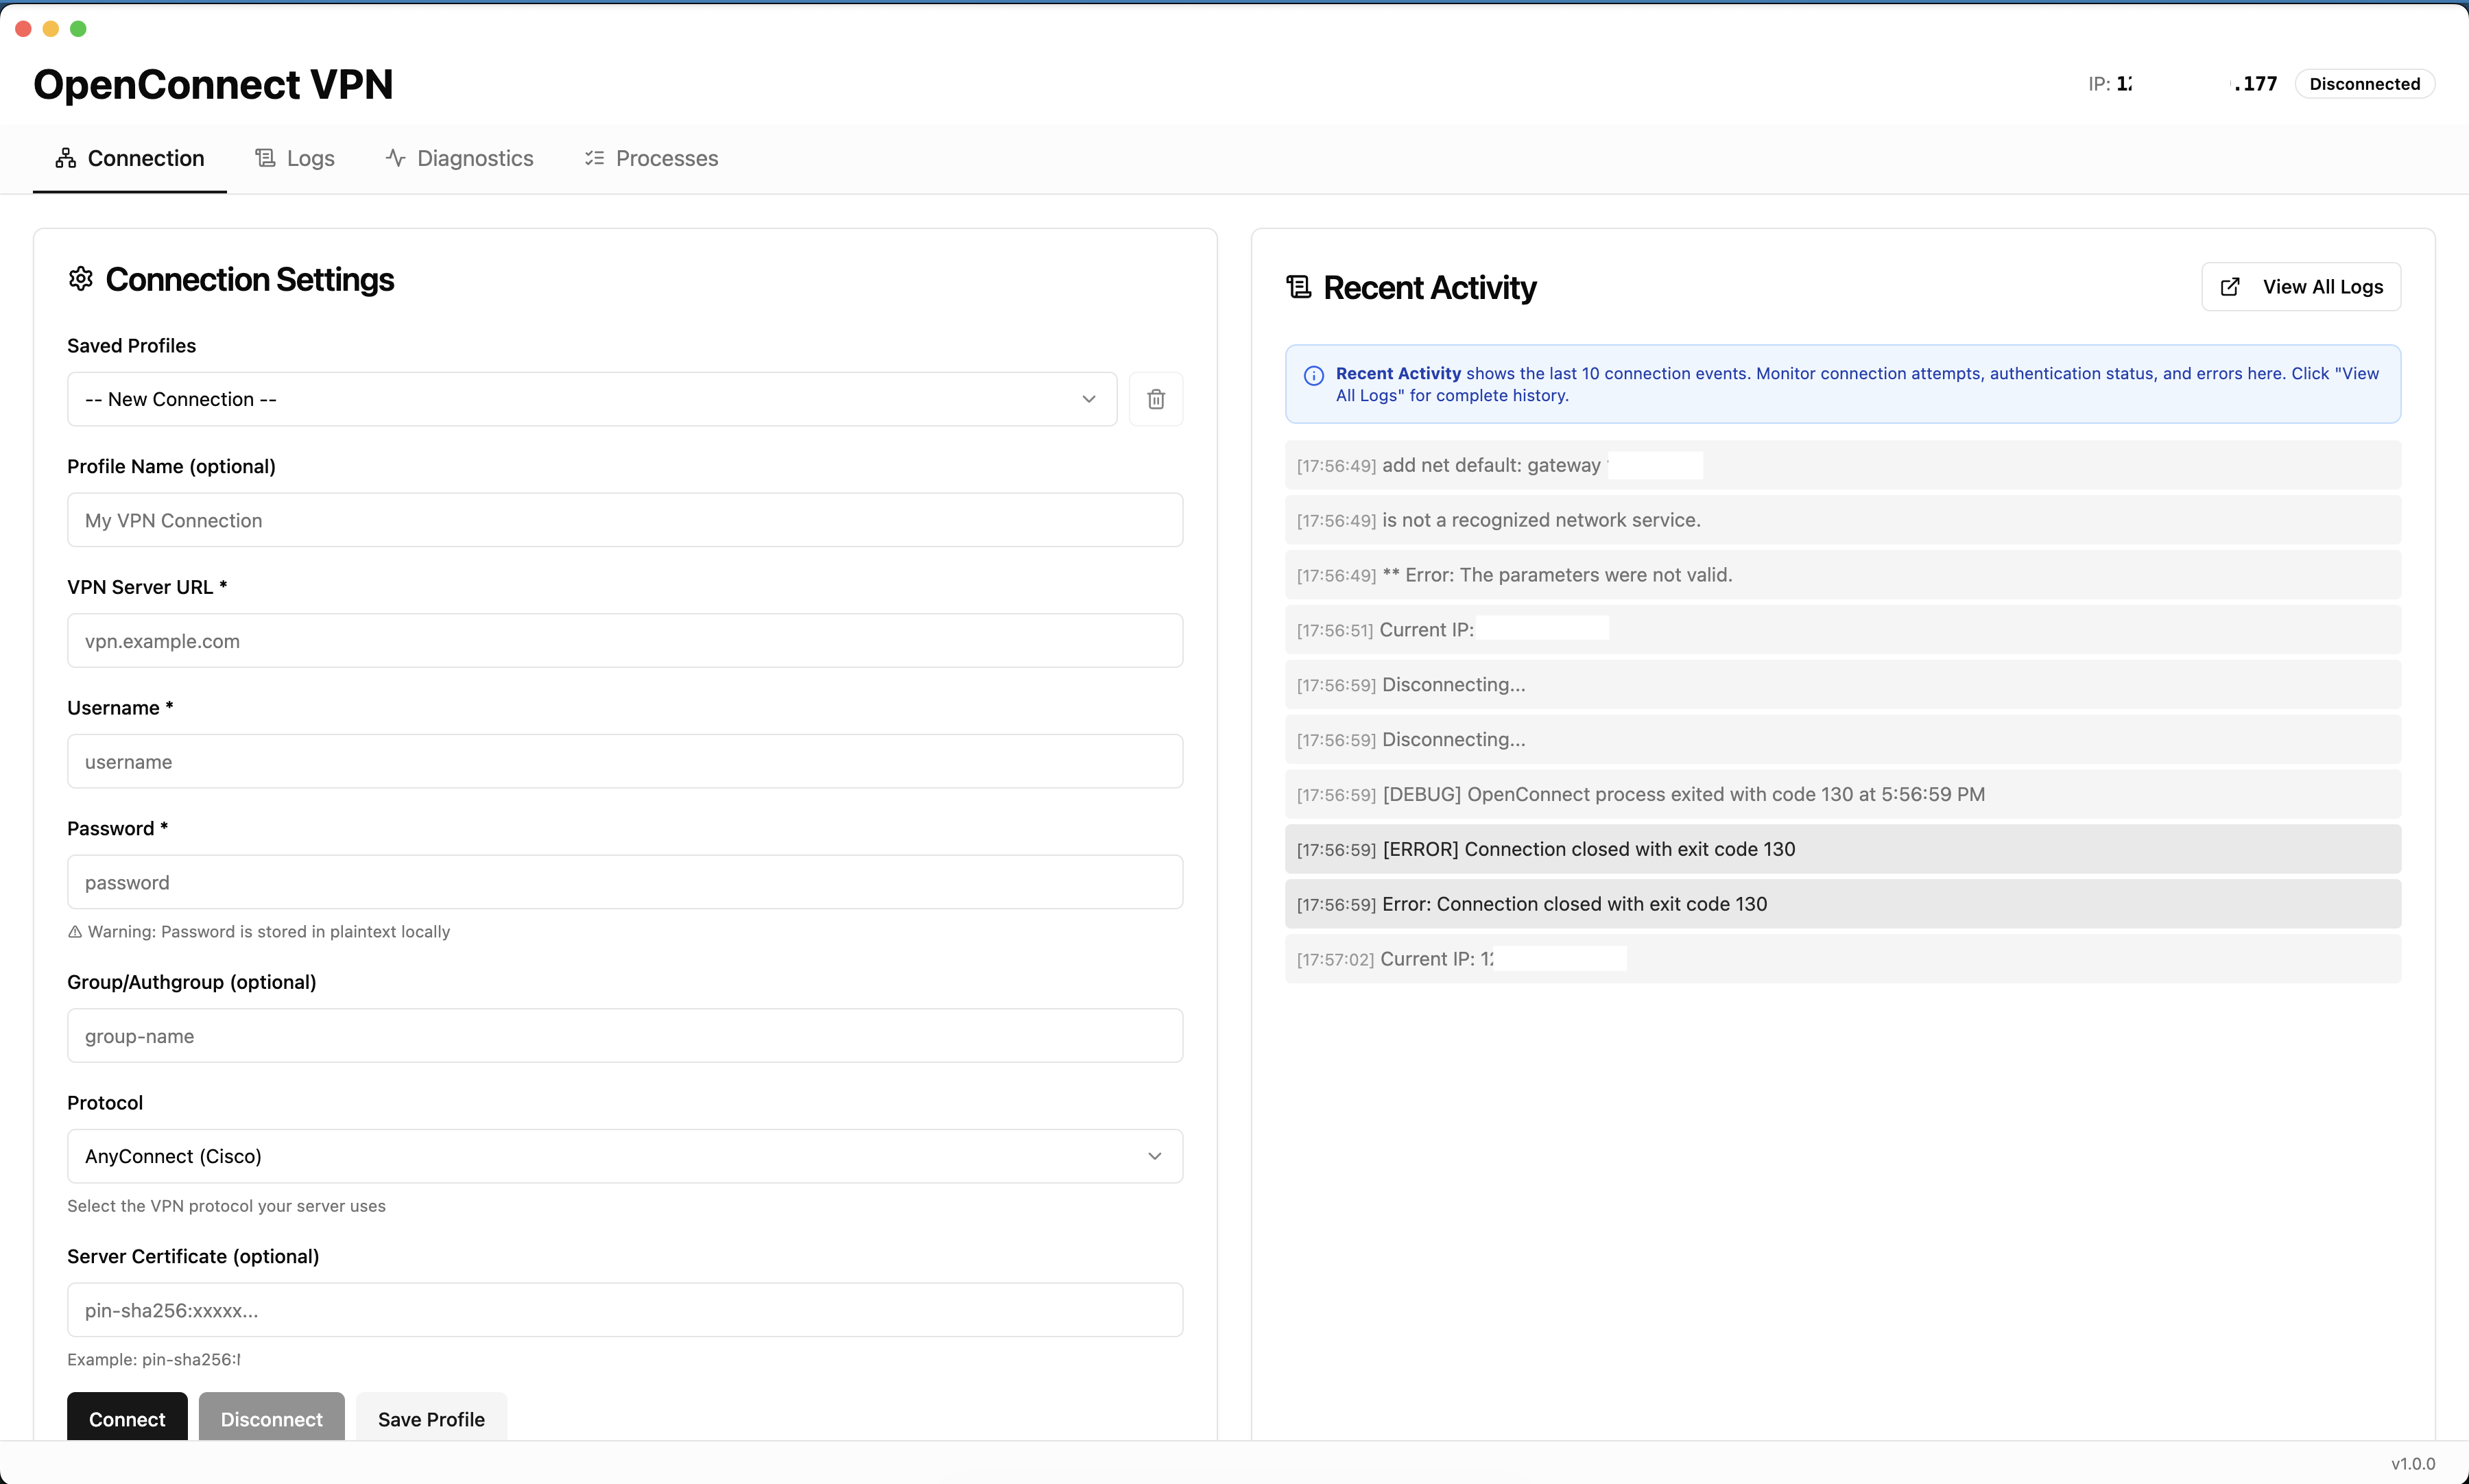 OpenConnect VPN
IP: .177 Disconnected
Connection Logs Diagnostics Processes
Connection Settings
Saved Profiles
-- New Connection --
Profile Name (optional)
My VPN Connection
VPN Server URL *
vpn.example.com
Username *
username
Password *
password
⚠ Warning: Password is stored in plaintext locally
Group/Authgroup (optional)
group-name
Protocol
AnyConnect (Cisco)
Select the VPN protocol your server uses
Server Certificate (optional)
pin-sha256:xxxxx...
Example: pin-sha256:
Connect Disconnect Save Profile
Recent Activity
View All Logs
Recent Activity shows the last 10 connection events. Monitor connection attempts, authentication status, and errors here. Click "View
All Logs" for complete history.
[17:56:49] add net default: gateway
[17:56:49] is not a recognized network service.
[17:56:49] ** Error: The parameters were not valid.
[17:56:51] Current IP:
[17:56:59] Disconnecting...
[17:56:59] Disconnecting...
[17:56:59] [DEBUG] OpenConnect process exited with code 130 at 5:56:59 PM
[17:56:59] [ERROR] Connection closed with exit code 130
[17:56:59] Error: Connection closed with exit code 130
[17:57:02] Current IP:
v1.0.0